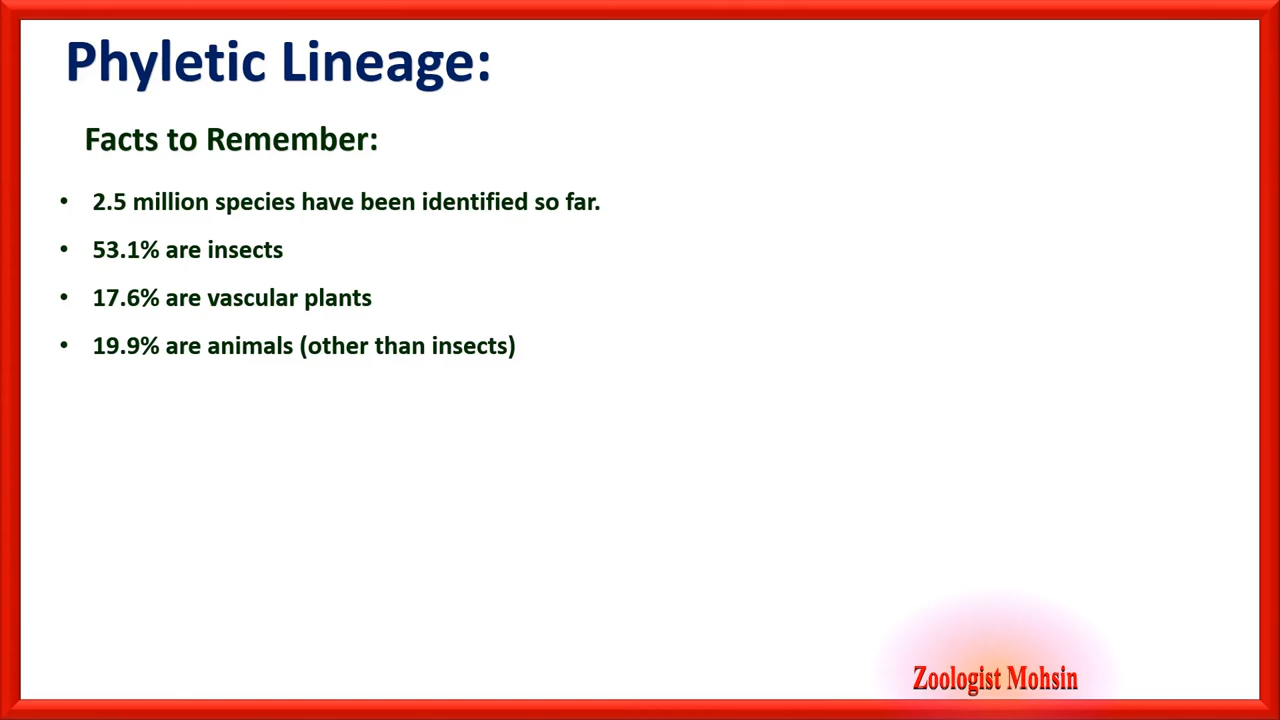 Phyletic Lineage:
Facts to Remember:
• 2.5 million species have been identified so far.
• 53.1% are insects
• 17.6% are vascular plants
• 19.9% are animals (other than insects)
Zoologist Mohsin